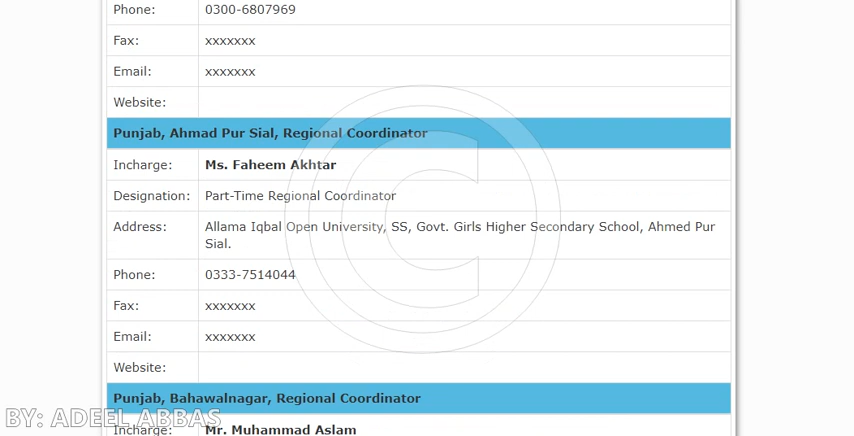 Phone: 0300-6807969
Fax: xxxxxxx
Email: xxxxxxx
Website:
Punjab, Ahmad Pur Sial, Regional Coordinator
Incharge: Ms. Faheem Akhtar
Designation: Part-Time Regional Coordinator
Address: Allama Iqbal Open University, SS, Govt. Girls Higher Secondary School, Ahmed Pur
Sial.
Phone: 0333-7514044
Fax: xxxxxxx
Email: xxxxxxx
Website:
Punjab, Bahawalnagar, Regional Coordinator
BY: ADEEL ABBAS
Incharge: Mr. Muhammad Aslam